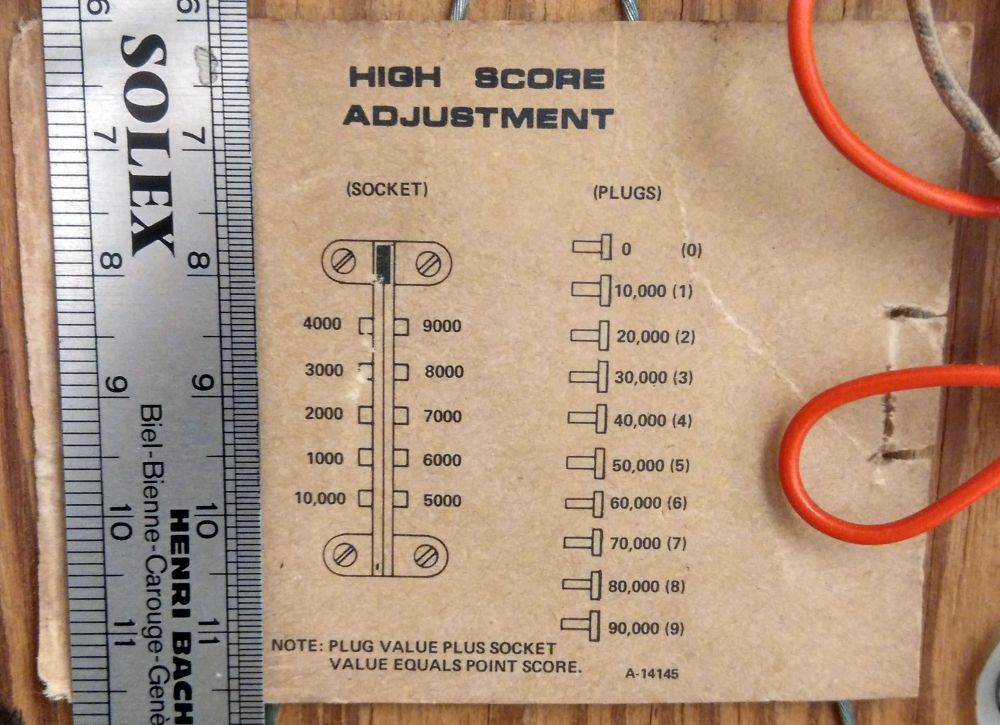 HIGH SCORE
ADJUSTMENT
(SOCKET)
(PLUGS)
4000 9000
3000 8000
2000 7000
1000 6000
10,000 5000
0 (0)
10,000 (1)
20,000 (2)
30,000 (3)
40,000 (4)
50,000 (5)
60,000 (6)
70,000 (7)
80,000 (8)
90,000 (9)
NOTE: PLUG VALUE PLUS SOCKET
VALUE EQUALS POINT SCORE.
A-14145
SOLEX
Biel-Bienne-Carouge-Genè
HENRI BACH
6 6
7 7
8 8
9 9
10 10
11 11